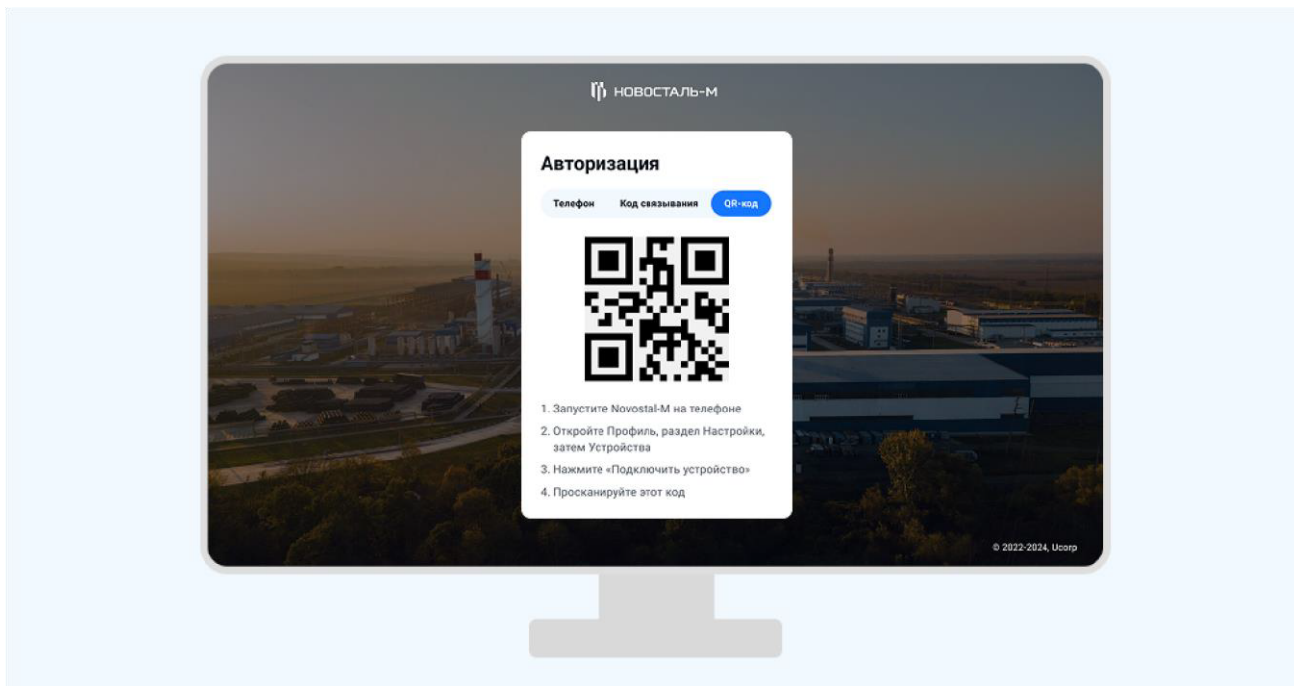 НОВОСТАЛЬ-М
Авторизация
Телефон Код связывания QR-код
1. Запустите Novostal-M на телефоне
2. Откройте Профиль, раздел Настройки,
затем Устройства
3. Нажмите «Подключить устройство»
4. Просканируйте этот код
© 2022-2024, Ucorp